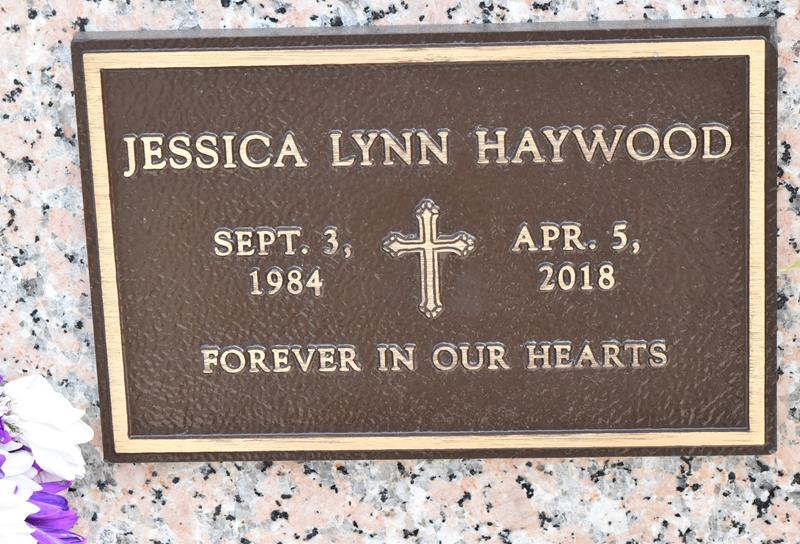 JESSICA LYNN HAYWOOD
SEPT. 3, APR. 5,
1984 2018
FOREVER IN OUR HEARTS